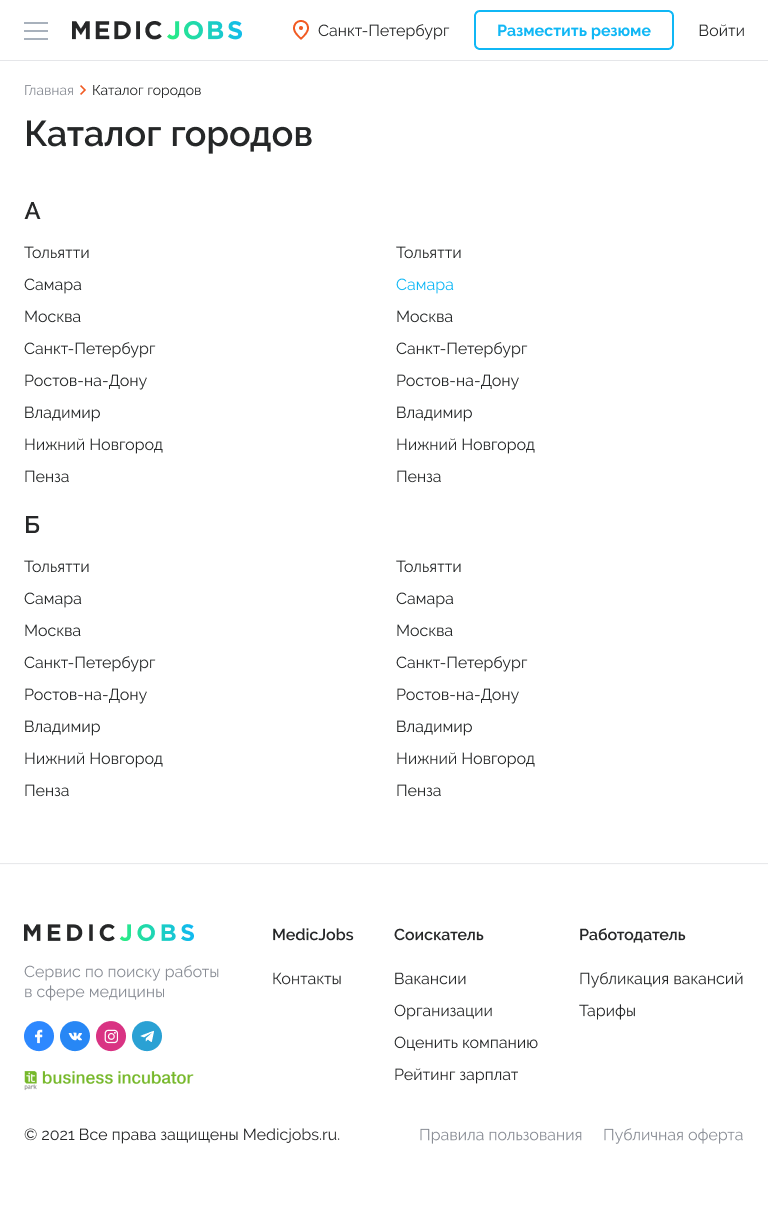 MEDICJOBS
Санкт-Петербург
Разместить резюме
Войти
Главная
Каталог городов
Каталог городов
А
Тольятти
Самара
Москва
Санкт-Петербург
Ростов-на-Дону
Владимир
Нижний Новгород
Пенза
Тольятти
Самара
Москва
Санкт-Петербург
Ростов-на-Дону
Владимир
Нижний Новгород
Пенза
Б
Тольятти
Самара
Москва
Санкт-Петербург
Ростов-на-Дону
Владимир
Нижний Новгород
Пенза
Тольятти
Самара
Москва
Санкт-Петербург
Ростов-на-Дону
Владимир
Нижний Новгород
Пенза
MEDICJOBS
Сервис по поиску работы
в сфере медицины
it park business incubator
MedicJobs
Контакты
Соискатель
Вакансии
Организации
Оценить компанию
Рейтинг зарплат
Работодатель
Публикация вакансий
Тарифы
© 2021 Все права защищены Medicjobs.ru.
Правила пользования
Публичная оферта